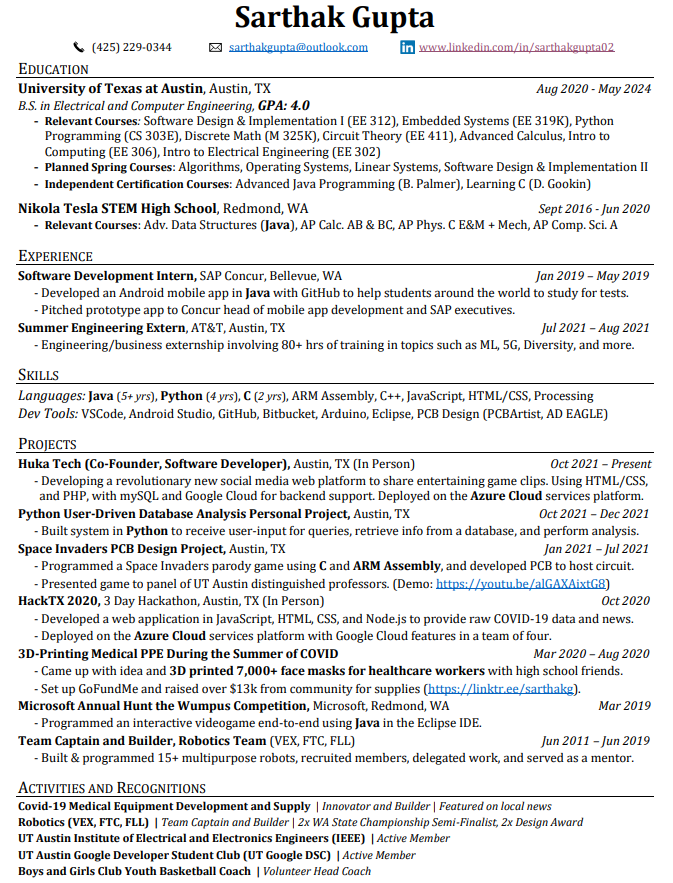 Sarthak Gupta
(425) 229-0344 sarthakgupta@outlook.com www.linkedin.com/in/sarthakgupta02
EDUCATION
University of Texas at Austin, Austin, TX Aug 2020 - May 2024
B.S. in Electrical and Computer Engineering, GPA: 4.0
- Relevant Courses: Software Design & Implementation I (EE 312), Embedded Systems (EE 319K), Python
Programming (CS 303E), Discrete Math (M 325K), Circuit Theory (EE 411), Advanced Calculus, Intro to
Computing (EE 306), Intro to Electrical Engineering (EE 302)
- Planned Spring Courses: Algorithms, Operating Systems, Linear Systems, Software Design & Implementation II
- Independent Certification Courses: Advanced Java Programming (B. Palmer), Learning C (D. Gookin)
Nikola Tesla STEM High School, Redmond, WA Sept 2016 - Jun 2020
- Relevant Courses: Adv. Data Structures (Java), AP Calc. AB & BC, AP Phys. C E&M + Mech, AP Comp. Sci. A
EXPERIENCE
Software Development Intern, SAP Concur, Bellevue, WA Jan 2019 – May 2019
- Developed an Android mobile app in Java with GitHub to help students around the world to study for tests.
- Pitched prototype app to Concur head of mobile app development and SAP executives.
Summer Engineering Extern, AT&T, Austin, TX Jul 2021 – Aug 2021
- Engineering/business externship involving 80+ hrs of training in topics such as ML, 5G, Diversity, and more.
SKILLS
Languages: Java (5+ yrs), Python (4 yrs), C (2 yrs), ARM Assembly, C++, JavaScript, HTML/CSS, Processing
Dev Tools: VSCode, Android Studio, GitHub, Bitbucket, Arduino, Eclipse, PCB Design (PCBArtist, AD EAGLE)
PROJECTS
Huka Tech (Co-Founder, Software Developer), Austin, TX (In Person) Oct 2021 – Present
- Developing a revolutionary new social media web platform to share entertaining game clips. Using HTML/CSS,
and PHP, with mySQL and Google Cloud for backend support. Deployed on the Azure Cloud services platform.
Python User-Driven Database Analysis Personal Project, Austin, TX Oct 2021 – Dec 2021
- Built system in Python to receive user-input for queries, retrieve info from a database, and perform analysis.
Space Invaders PCB Design Project, Austin, TX Jan 2021 – Jul 2021
- Programmed a Space Invaders parody game using C and ARM Assembly, and developed PCB to host circuit.
- Presented game to panel of UT Austin distinguished professors. (Demo: https://youtu.be/alGAXAixtG8)
HackTX 2020, 3 Day Hackathon, Austin, TX (In Person) Oct 2020
- Developed a web application in JavaScript, HTML, CSS, and Node.js to provide raw COVID-19 data and news.
- Deployed on the Azure Cloud services platform with Google Cloud features in a team of four.
3D-Printing Medical PPE During the Summer of COVID Mar 2020 – Aug 2020
- Came up with idea and 3D printed 7,000+ face masks for healthcare workers with high school friends.
- Set up GoFundMe and raised over $13k from community for supplies (https://linktr.ee/sarthakg).
Microsoft Annual Hunt the Wumpus Competition, Microsoft, Redmond, WA Mar 2019
- Programmed an interactive videogame end-to-end using Java in the Eclipse IDE.
Team Captain and Builder, Robotics Team (VEX, FTC, FLL) Jun 2011 – Jun 2019
- Built & programmed 15+ multipurpose robots, recruited members, delegated work, and served as a mentor.
ACTIVITIES AND RECOGNITIONS
Covid-19 Medical Equipment Development and Supply | Innovator and Builder | Featured on local news
Robotics (VEX, FTC, FLL) | Team Captain and Builder | 2x WA State Championship Semi-Finalist, 2x Design Award
UT Austin Institute of Electrical and Electronics Engineers (IEEE) | Active Member
UT Austin Google Developer Student Club (UT Google DSC) | Active Member
Boys and Girls Club Youth Basketball Coach | Volunteer Head Coach